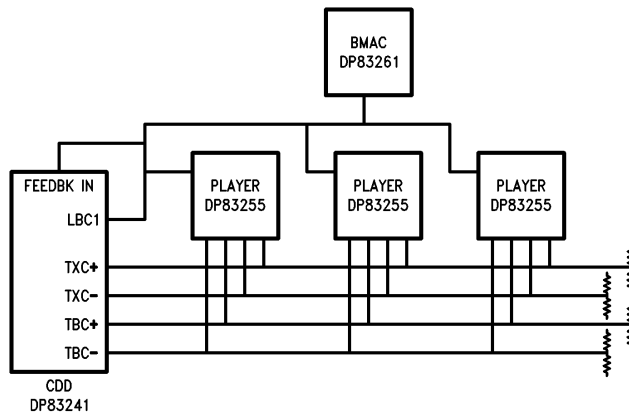 BMAC
DP83261
FEEDBK IN
LBC1
TXC+
TXC-
TBC+
TBC-
CDD
DP83241
PLAYER
DP83255
PLAYER
DP83255
PLAYER
DP83255